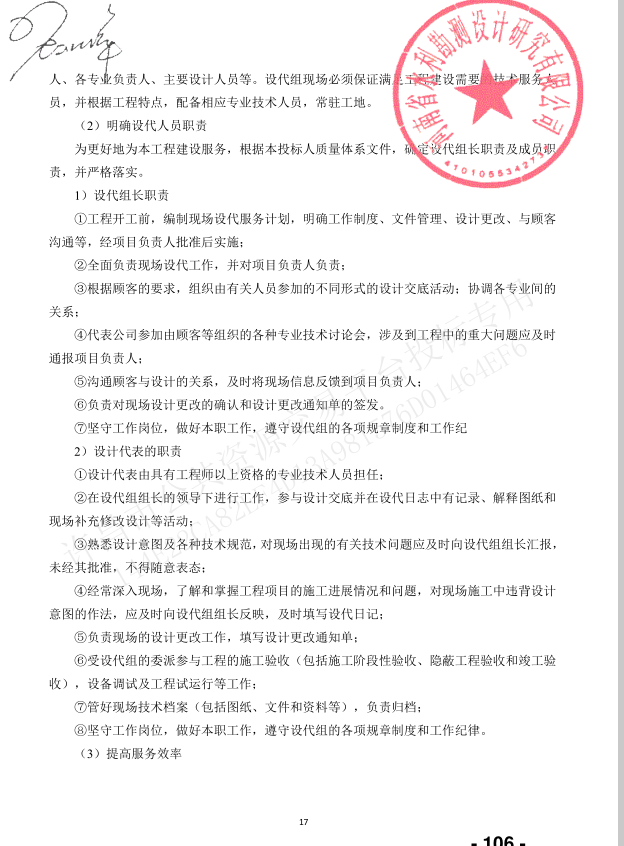 河南省水利勘测设计研究有限公司
人、各专业负责人、主要设计人员等。设代组现场必须保证满足工程建设需要的技术服务人
员，并根据工程特点，配备相应专业技术人员，常驻工地。
（2）明确设代人员职责
为更好地为本工程建设服务，根据本投标人质量体系文件，确定设代组长职责及成员职
责，并严格落实。
1）设代组长职责
①工程开工前，编制现场设代服务计划，明确工作制度、文件管理、设计更改、与顾客
沟通等，经项目负责人批准后实施；
②全面负责现场设代工作，并对项目负责人负责；
③根据顾客的要求，组织由有关人员参加的不同形式的设计交底活动；协调各专业间的
关系；
④代表公司参加由顾客等组织的各种专业技术讨论会，涉及到工程中的重大问题应及时
通报项目负责人；
⑤沟通顾客与设计的关系，及时将现场信息反馈到项目负责人；
⑥负责对现场设计更改的确认和设计更改通知单的签发。
⑦坚守工作岗位，做好本职工作，遵守设代组的各项规章制度和工作纪
2）设计代表的职责
①设计代表由具有工程师以上资格的专业技术人员担任；
②在设代组组长的领导下进行工作，参与设计交底并在设代日志中有记录、解释图纸和
现场补充修改设计等活动；
③熟悉设计意图及各种技术规范，对现场出现的有关技术问题应及时向设代组组长汇报，
未经其批准，不得随意表态；
④经常深入现场，了解和掌握工程项目的施工进展情况和问题，对现场施工中违背设计
意图的作法，应及时向设代组组长反映，及时填写设代日记；
⑤负责现场的设计更改工作，填写设计更改通知单；
⑥受设代组的委派参与工程的施工验收（包括施工阶段性验收、隐蔽工程验收和竣工验
收），设备调试及工程试运行等工作；
⑦管好现场技术档案（包括图纸、文件和资料等），负责归档；
⑧坚守工作岗位，做好本职工作，遵守设代组的各项规章制度和工作纪律。
（3）提高服务效率
17
- 106 -